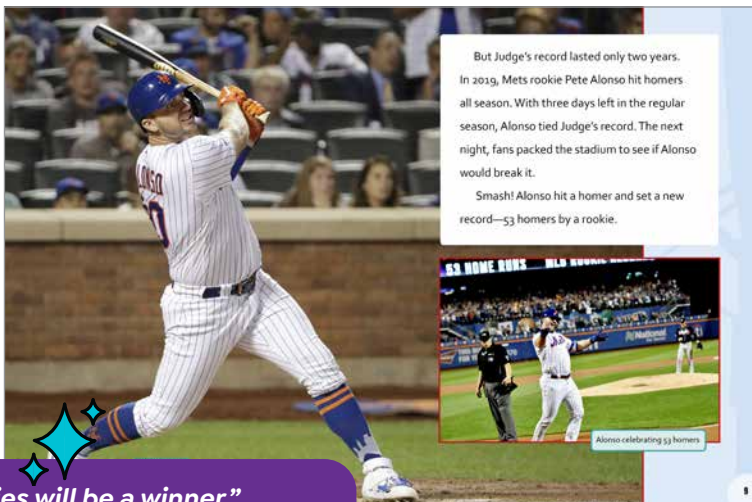 But Judge's record lasted only two years.
In 2019, Mets rookie Pete Alonso hit homers
all season. With three days left in the regular
season, Alonso tied Judge's record. The next
night, fans packed the stadium to see if Alonso
would break it.
Smash! Alonso hit a homer and set a new
record—53 homers by a rookie.
53 HOME RUNS
National
Alonso celebrating 53 homers
will be a winner."